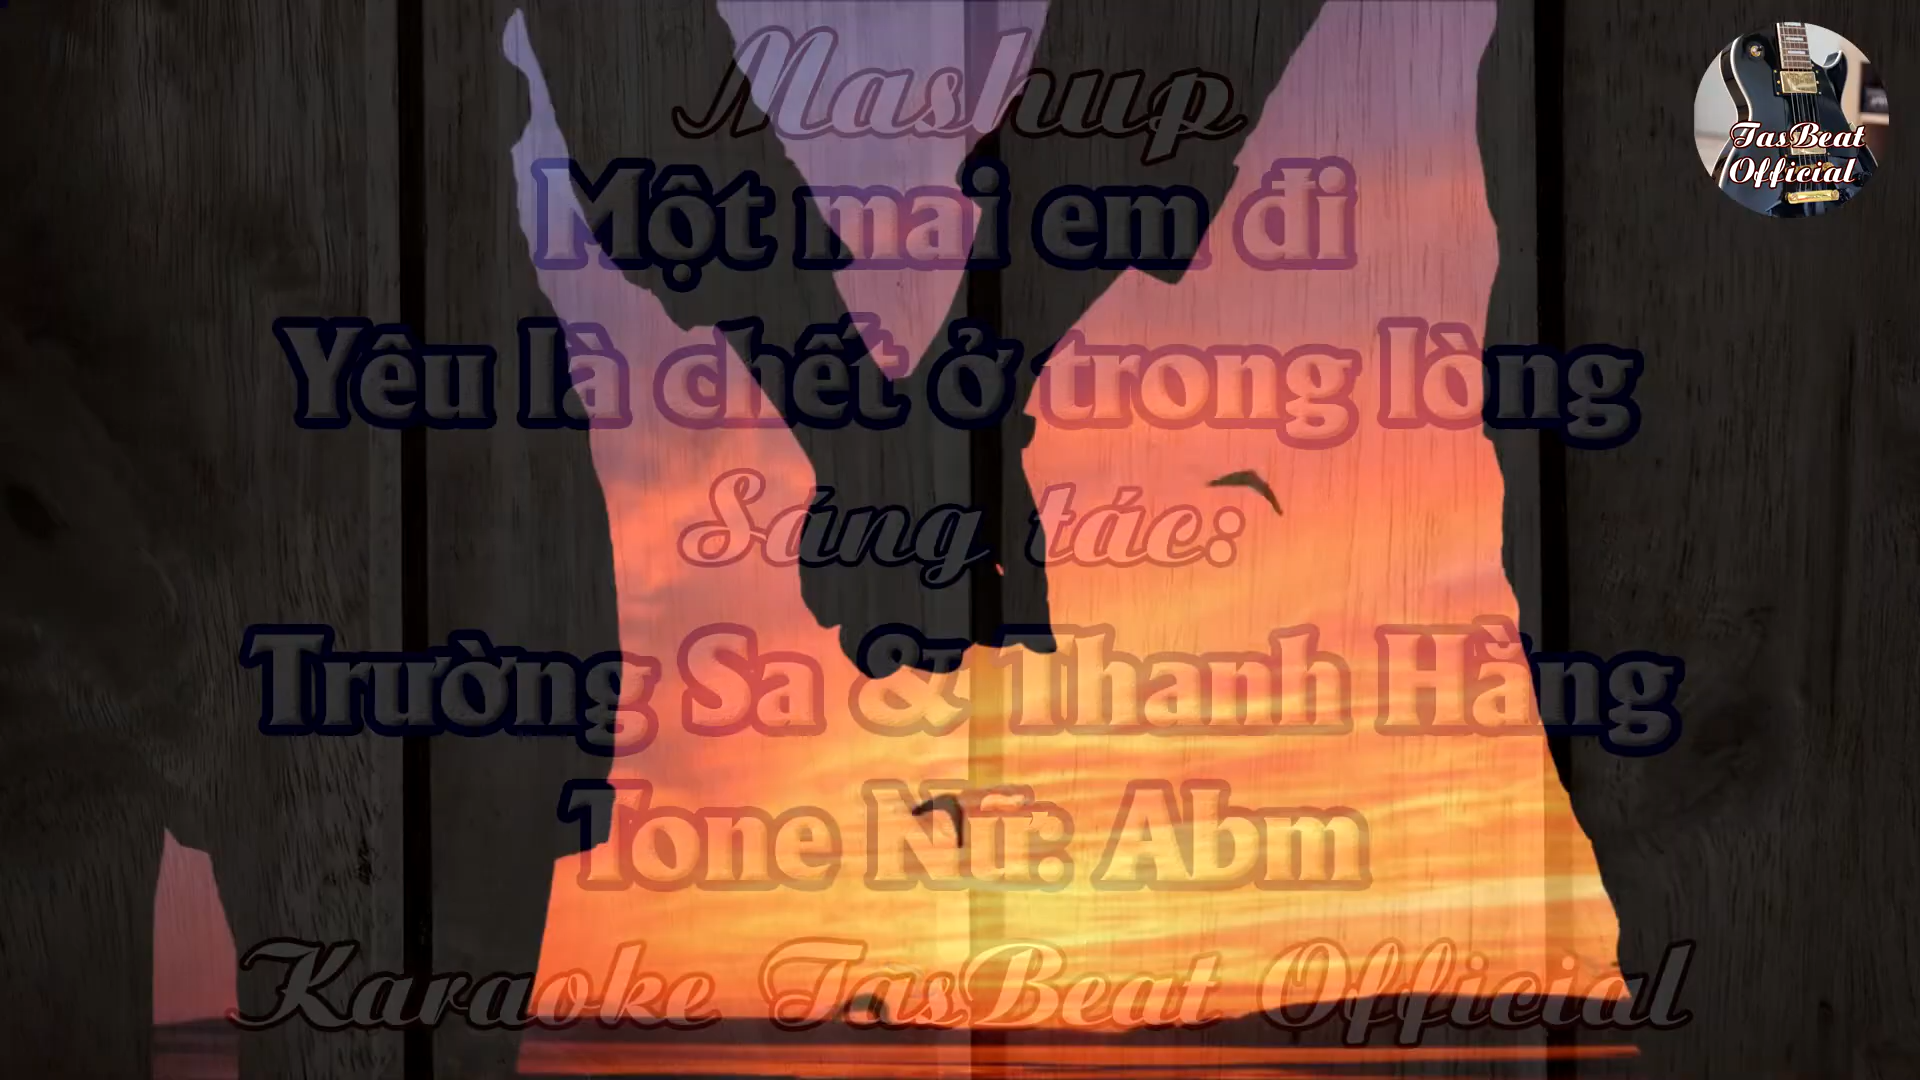 Mashup
Một mai em đi
Yêu là chết ở trong lòng
Sáng tác:
Trường Sa & Thanh Hằng
Tone Nữ: Abm
Karaoke TasBeat Official
TasBeat
Official